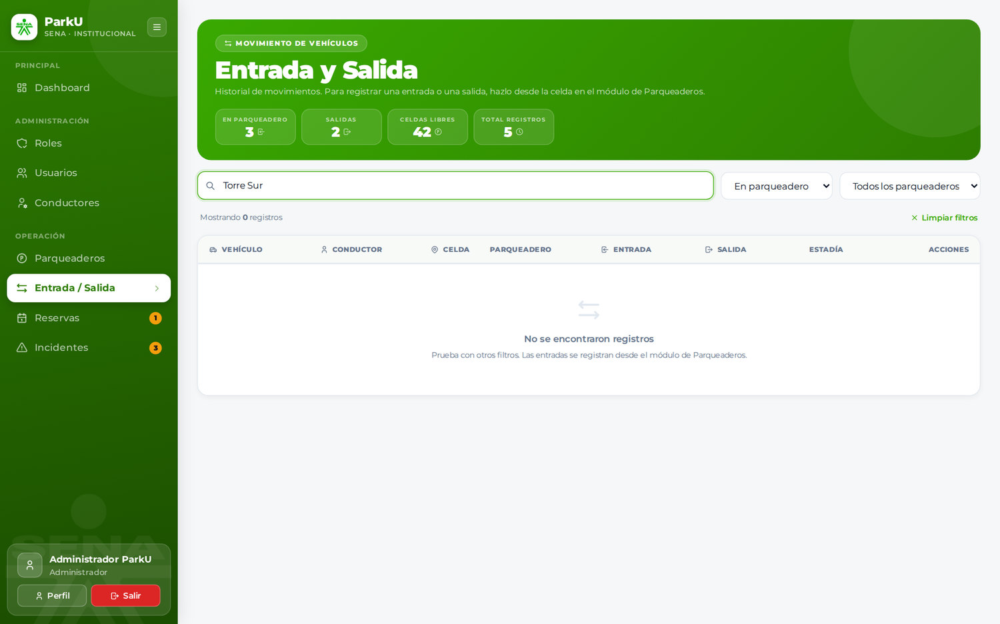 SENA
ParkU
SENA · INSTITUCIONAL
PRINCIPAL
Dashboard
ADMINISTRACIÓN
Roles
Usuarios
Conductores
OPERACIÓN
Parqueaderos
Entrada / Salida
Reservas 1
Incidentes 3
SENA
Administrador ParkU
Administrador
Perfil Salir
MOVIMIENTO DE VEHÍCULOS
Entrada y Salida
Historial de movimientos. Para registrar una entrada o una salida, hazlo desde la celda en el módulo de Parqueaderos.
EN PARQUEADERO SALIDAS CELDAS LIBRES TOTAL REGISTROS
3 2 42 5
Torre Sur En parqueadero Todos los parqueaderos
Mostrando 0 registros Limpiar filtros
VEHÍCULO CONDUCTOR CELDA PARQUEADERO ENTRADA SALIDA ESTADÍA ACCIONES
No se encontraron registros
Prueba con otros filtros. Las entradas se registran desde el módulo de Parqueaderos.